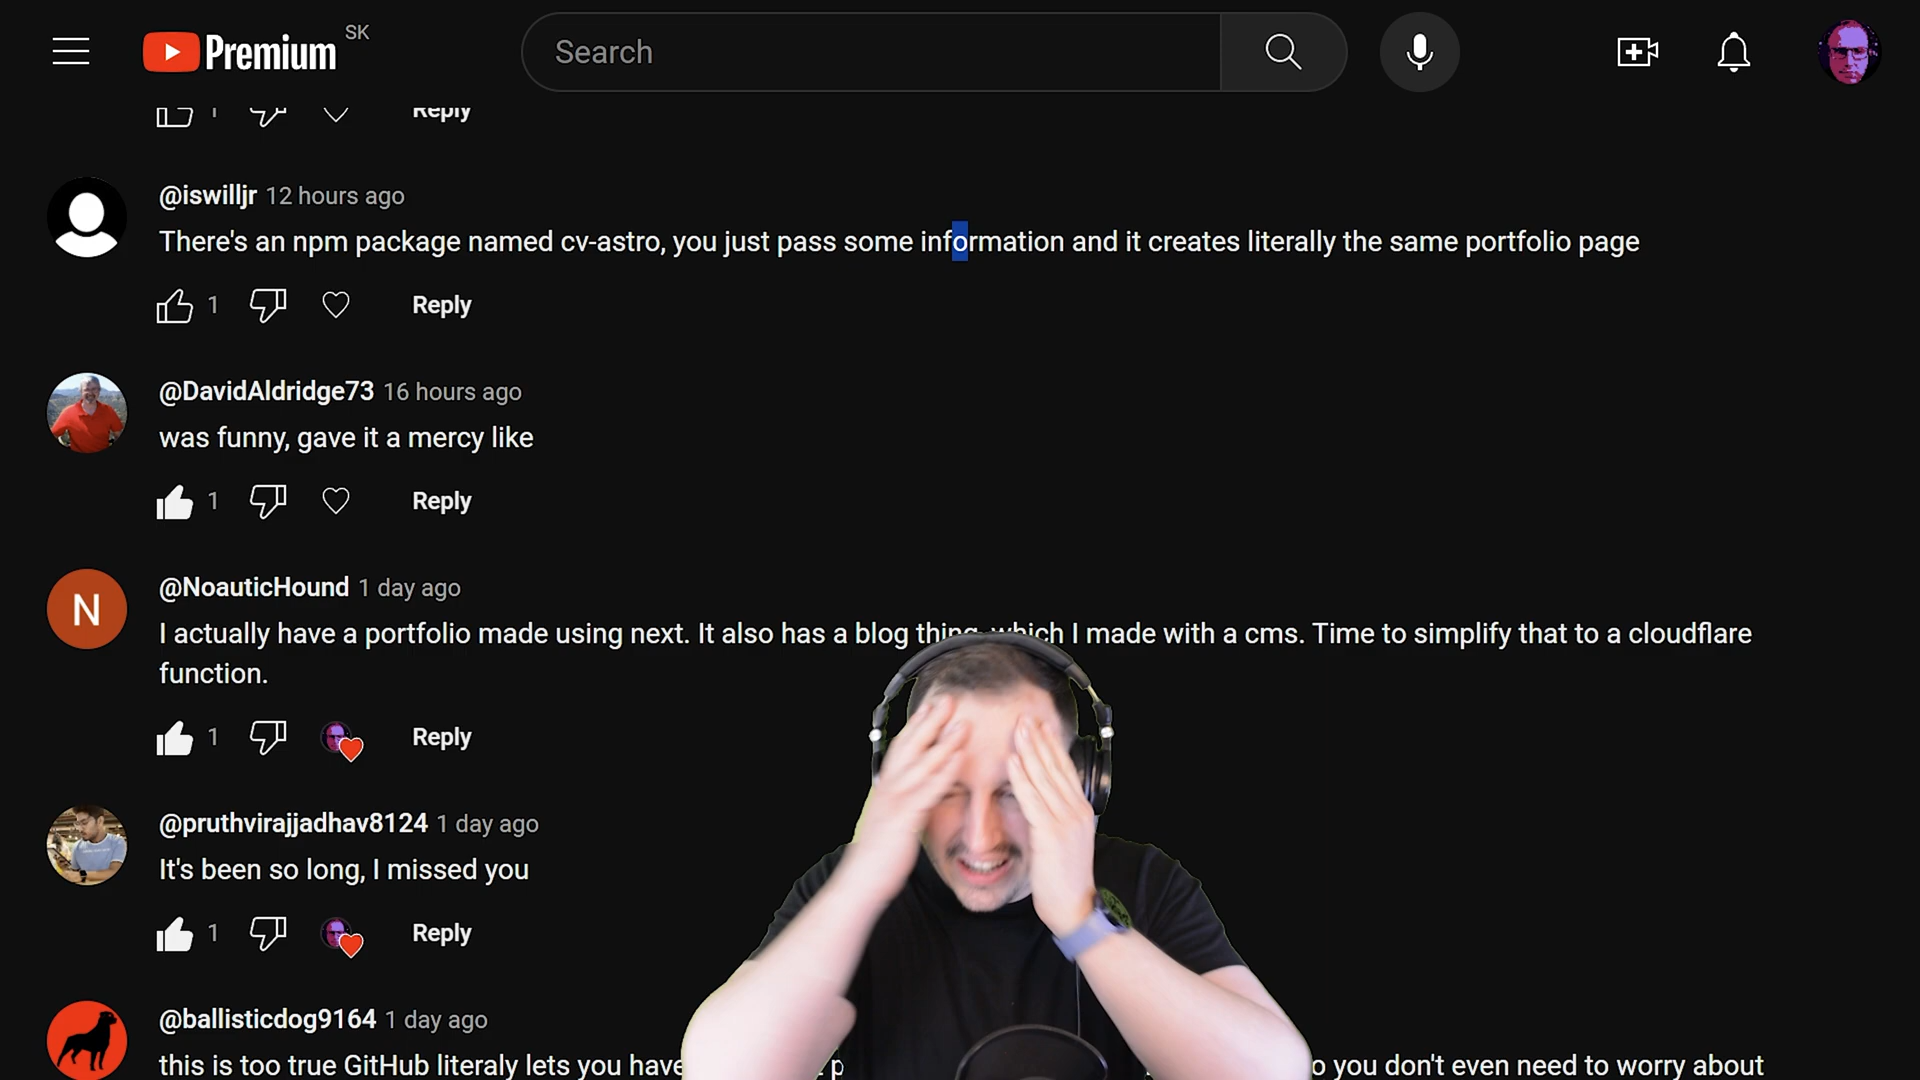 Premium SK
Search
1 Reply
@iswilljr 12 hours ago
There's an npm package named cv-astro, you just pass some information and it creates literally the same portfolio page
1 Reply
@DavidAldridge73 16 hours ago
was funny, gave it a mercy like
1 Reply
N
@NoauticHound 1 day ago
I actually have a portfolio made using next. It also has a blog thing, which I made with a cms. Time to simplify that to a cloudflare
function.
1 Reply
@pruthvirajjadhav8124 1 day ago
It's been so long, I missed you
1 Reply
@ballisticdog9164 1 day ago
this is too true GitHub literaly lets you have you don't even need to worry about